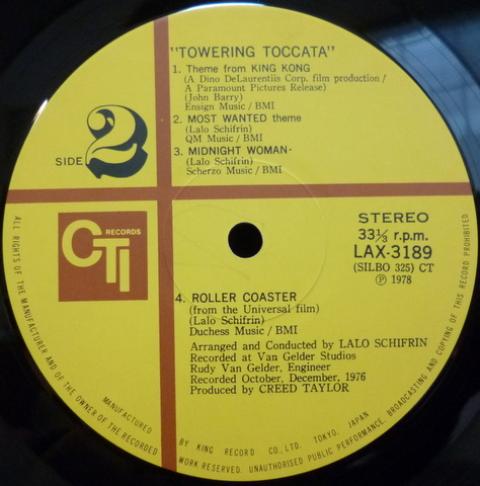 "TOWERING TOCCATA"
1. Theme from KING KONG
(A Dino DeLaurentiis Corp. film production /
A Paramount Pictures Release)
(John Barry)
Ensign Music / BMI
2. MOST WANTED theme
(Lalo Schifrin)
QM Music / BMI
3. MIDNIGHT WOMAN-
(Lalo Schifrin)
Scherzo Music / BMI
SIDE 2
CTI RECORDS
STEREO
33⅓ r.p.m.
LAX-3189
(SILBO 325) CT
Ⓟ 1978
4. ROLLER COASTER
(from the Universal film)
(Lalo Schifrin)
Duchess Music / BMI
Arranged and Conducted by LALO SCHIFRIN
Recorded at Van Gelder Studios
Rudy Van Gelder, Engineer
Recorded October, December, 1976
Produced by CREED TAYLOR
MANUFACTURED BY KING RECORD CO., LTD. TOKYO, JAPAN
ALL RIGHTS OF THE MANUFACTURER AND OF THE OWNER OF THE RECORDED WORK RESERVED. UNAUTHORISED PUBLIC PERFORMANCE, BROADCASTING AND COPYING OF THIS RECORD PROHIBITED